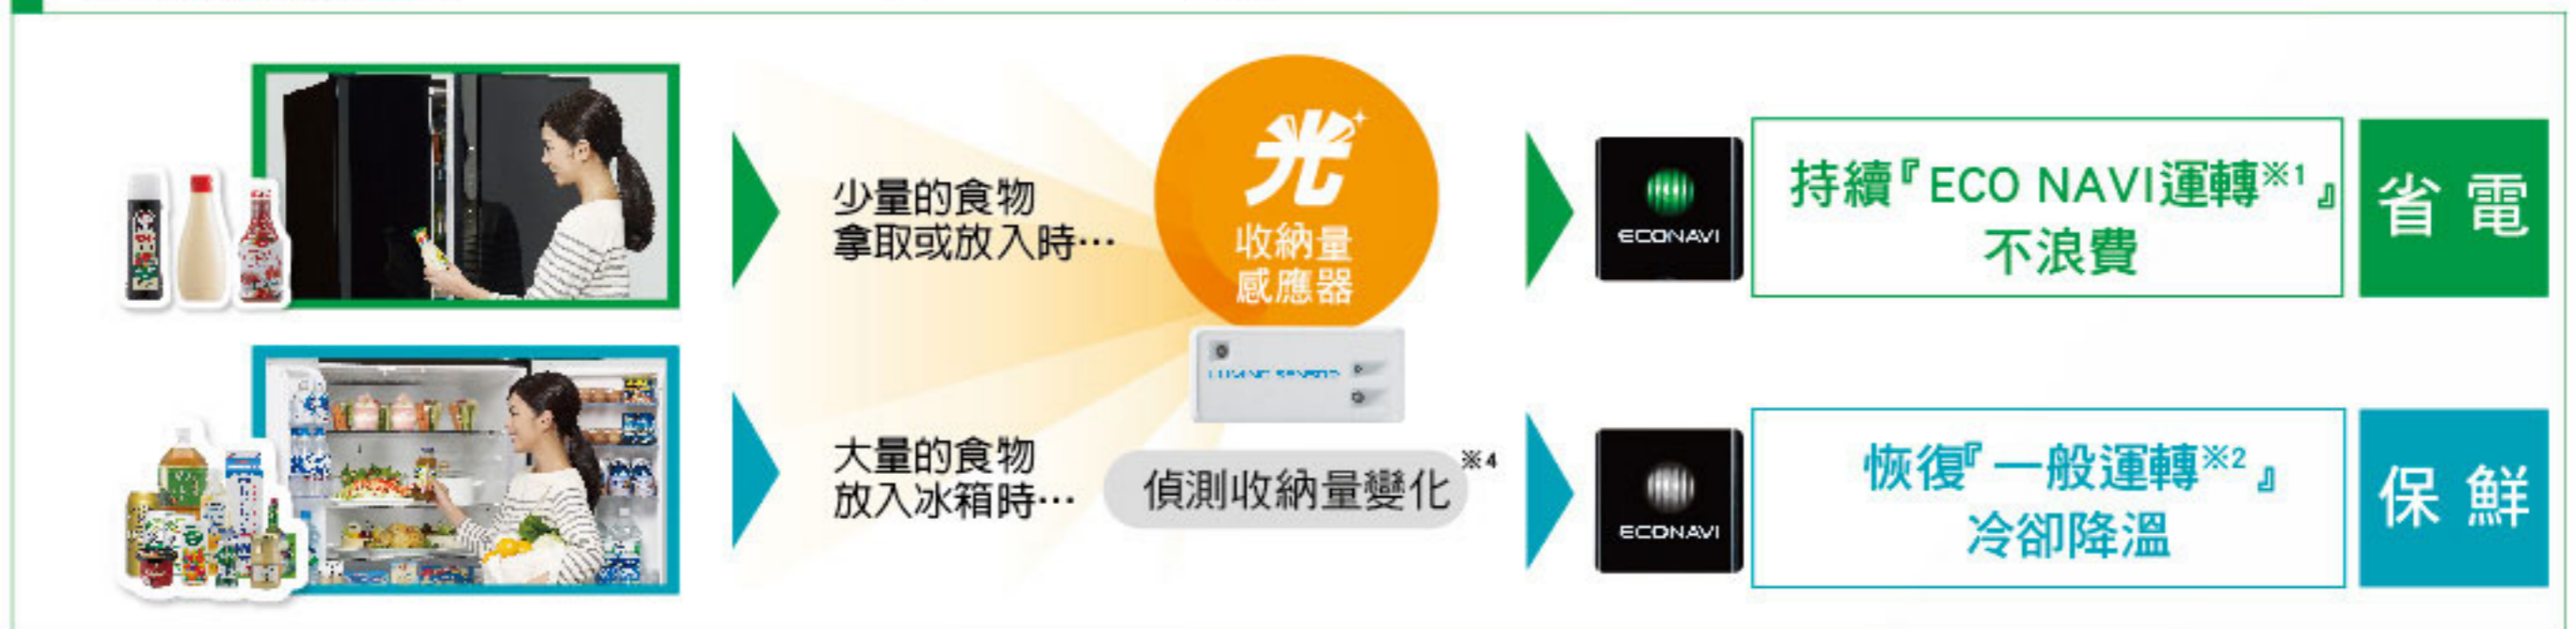 少量的食物
拿取或放入時…
光
收納量
感應器
ECONAVI
持續『ECO NAVI運轉※1』
不浪費
省電
大量的食物
放入冰箱時…
偵測收納量變化※4
ECONAVI
恢復『一般運轉※2』
冷卻降溫
保鮮